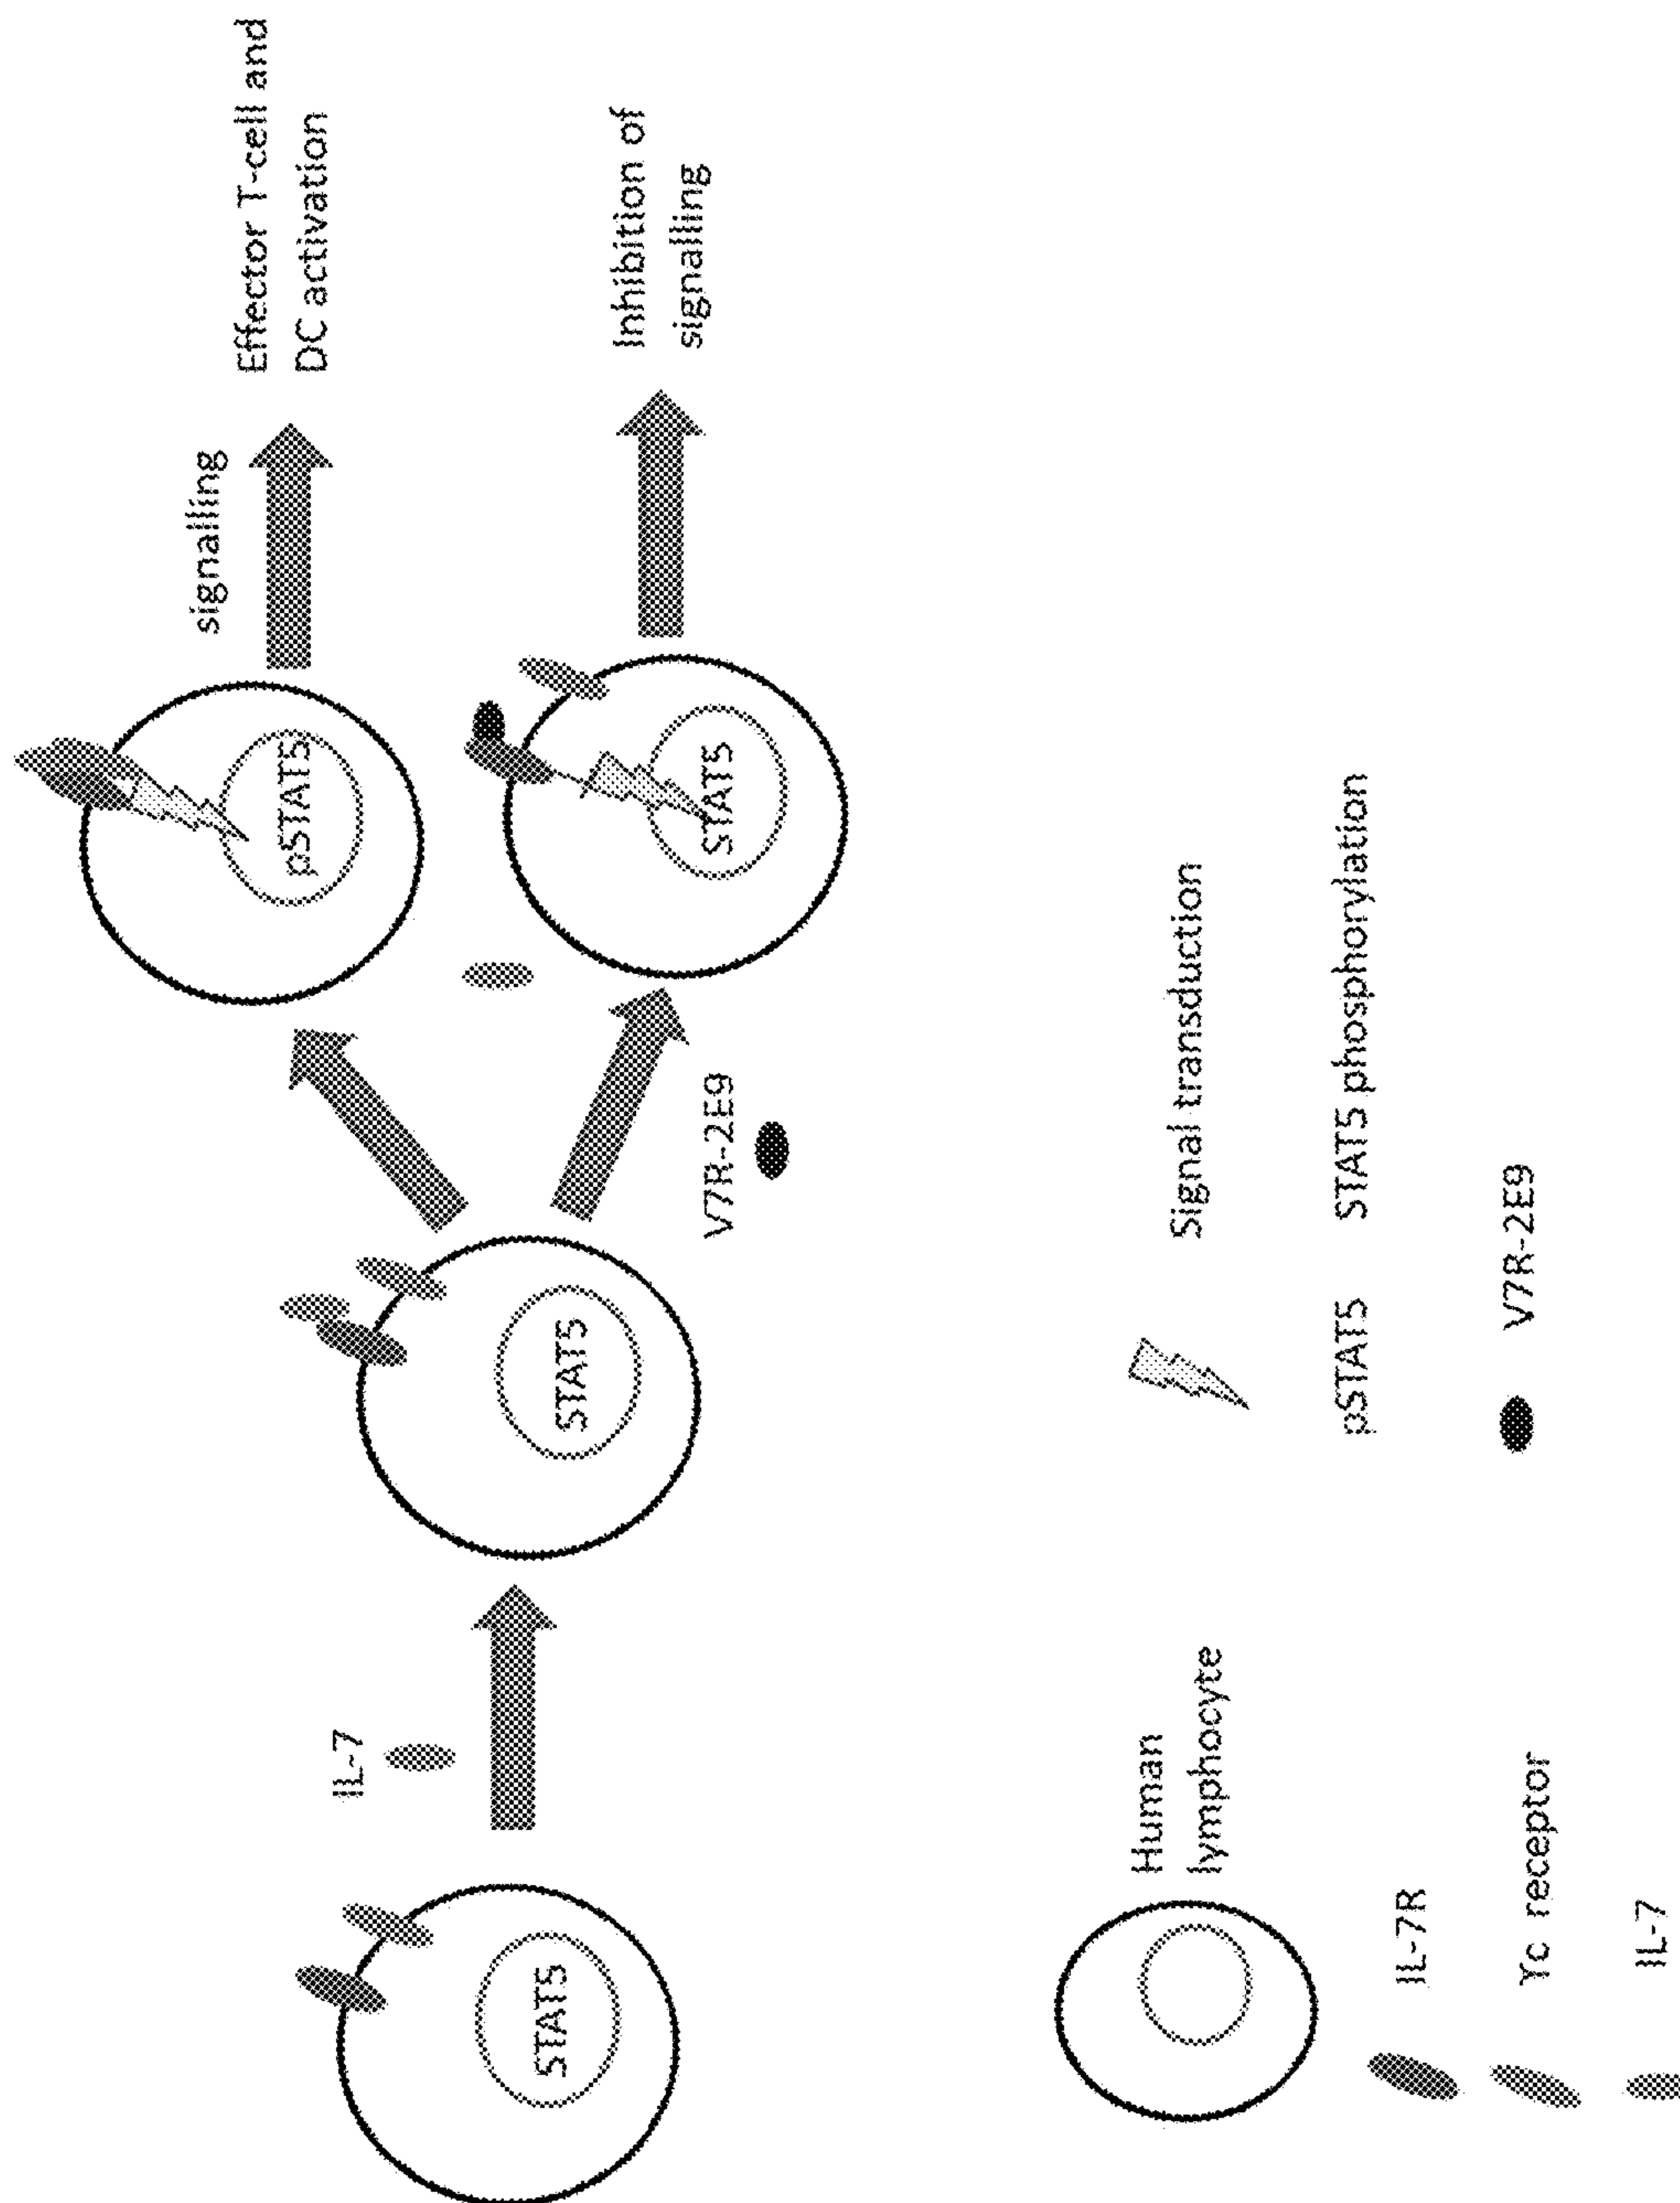 STAT5
IL-7
STAT5
V7R-2E9
pSTAT5
signalling
Effector T-cell and
DC activation
STAT5
Inhibition of
signalling
Human
lymphocyte
IL-7R
Yc receptor
IL-7
Signal transduction
pSTAT5 STAT5 phosphorylation
V7R-2E9